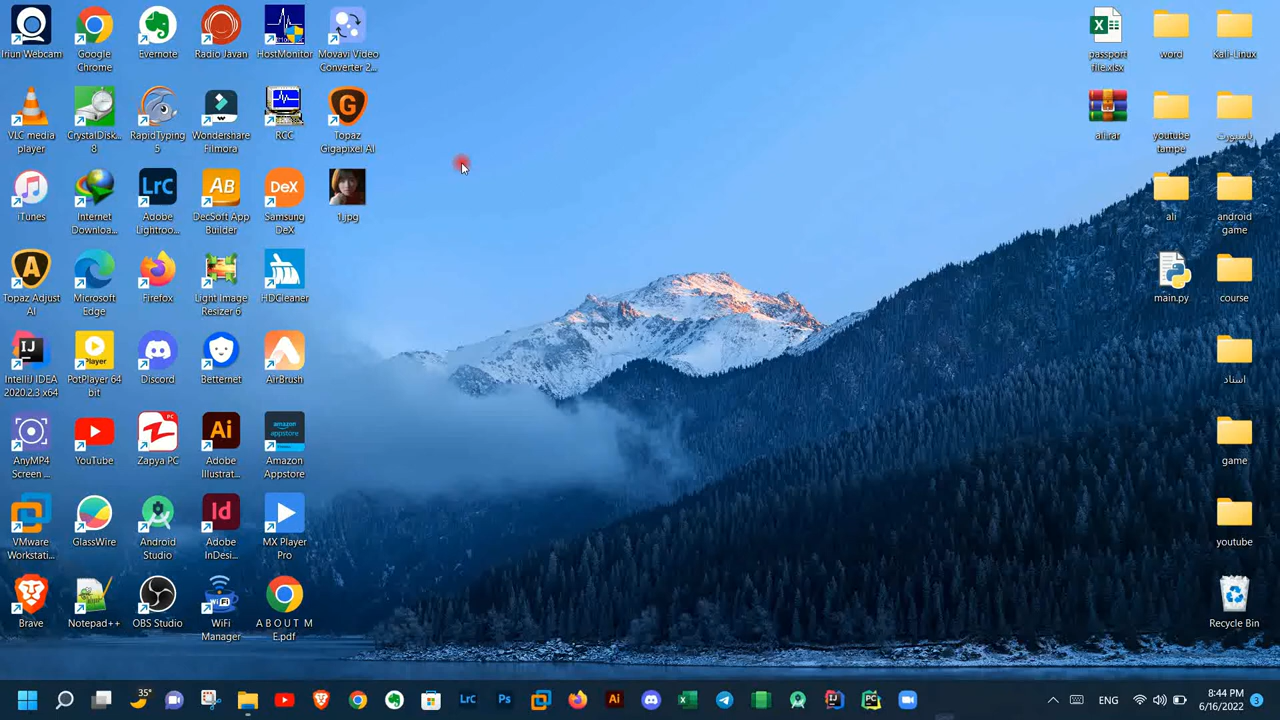 Iriun Webcam
Google
Chrome
Evernote
Radio Javan
HostMonitor
Movavi Video
Converter 2...
VLC media
player
CrystalDisk...
8
RapidTyping
5
Wondershare
Filmora
RCC
Topaz
Gigapixel AI
iTunes
Internet
Downloa...
Adobe
Lightroo...
DecSoft App
Builder
Samsung
DeX
1.jpg
Topaz Adjust
AI
Microsoft
Edge
Firefox
Light Image
Resizer 6
HDCleaner
IntelliJ IDEA
2020.2.3 x64
PotPlayer 64
bit
Discord
Betternet
AirBrush
AnyMP4
Screen ...
YouTube
Zapya PC
Adobe
Illustrat...
Amazon
Appstore
VMware
Workstati...
GlassWire
Android
Studio
Adobe
InDesi...
MX Player
Pro
Brave
Notepad++
OBS Studio
WiFi
Manager
A B O U T  M
E.pdf
passport
file.xlsx
word
Kali-Linux
ali.rar
youtube
tampe
پاسپورت
ali
android
game
main.py
course
اسناد
game
youtube
Recycle Bin
35°
ENG
8:44 PM
6/16/2022
3